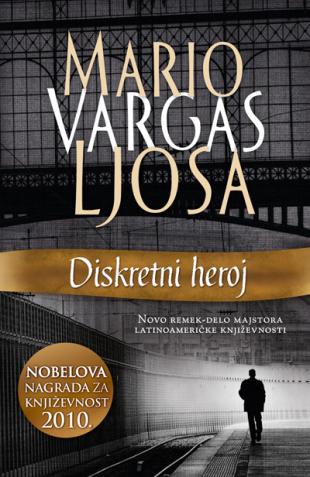 MARIO
VARGAS
LJOSA
Diskretni heroj
NOVO REMEK-DELO MAJSTORA
LATINOAMERIČKE KNJIŽEVNOSTI
NOBELOVA
NAGRADA ZA
KNJIŽEVNOST
2010.